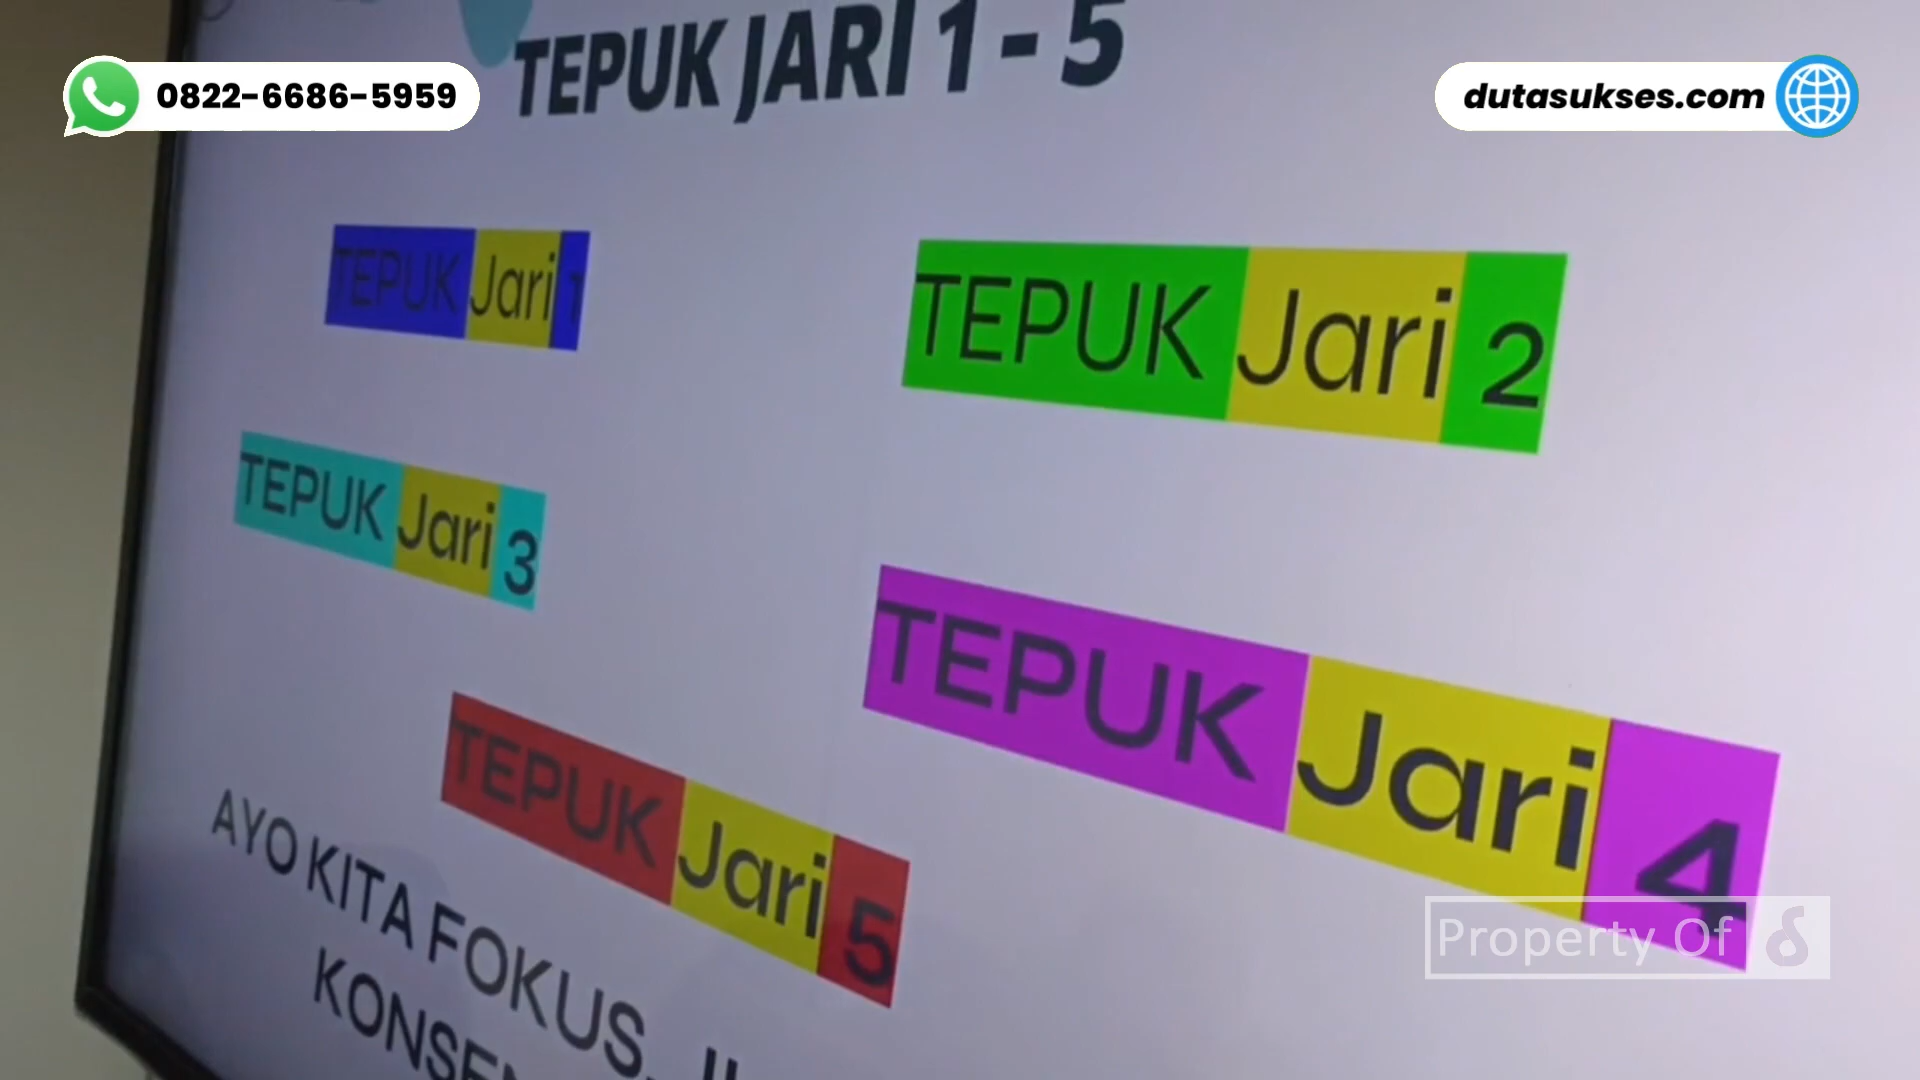 TEPUK JARI 1 - 5
0822-6686-5959
dutasukses.com
TEPUK Jari 1
TEPUK Jari 2
TEPUK Jari 3
TEPUK Jari 4
TEPUK Jari 5
AYO KITA FOKUS,
Property Of